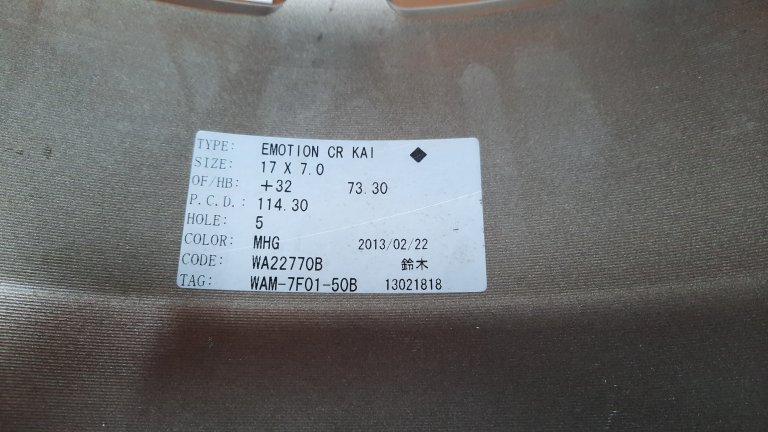 TYPE: EMOTION CR KAI ◆
SIZE: 17 X 7.0
OF/HB: +32 73.30
P.C.D.: 114.30
HOLE: 5
COLOR: MHG 2013/02/22
CODE: WA22770B 鈴木
TAG: WAM-7F01-50B 13021818